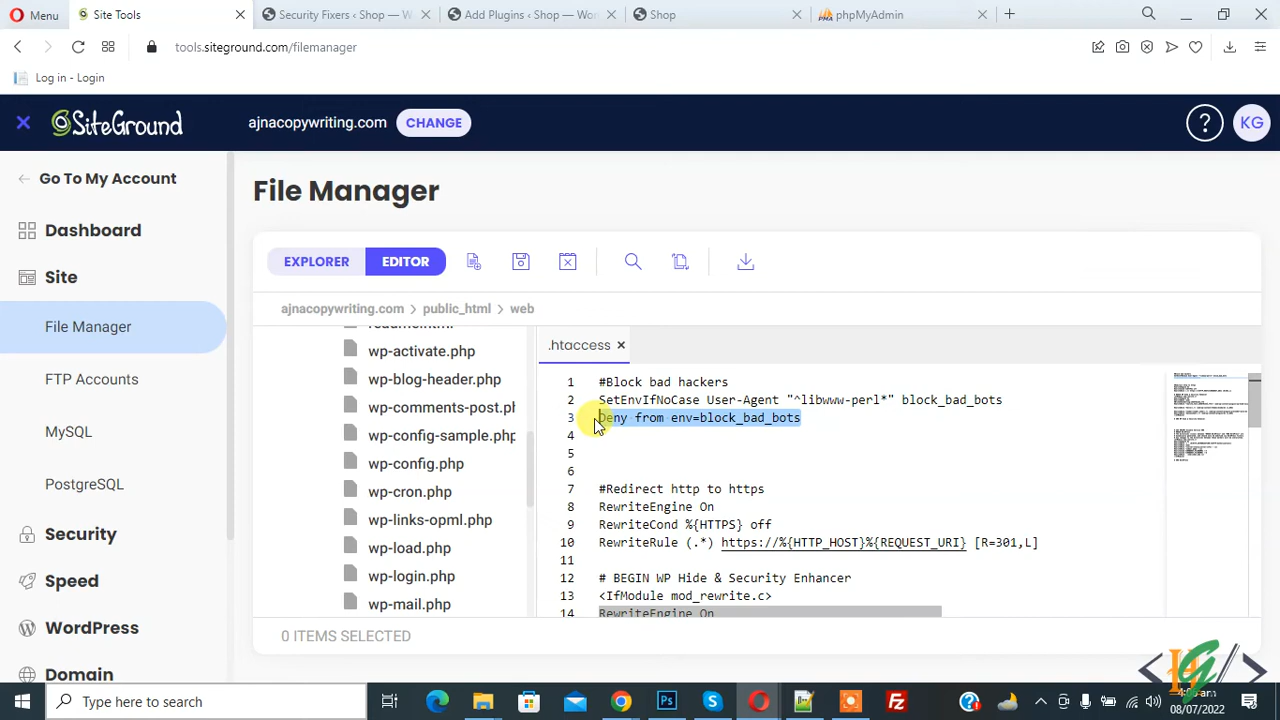 Menu
Site Tools
Security Fixers ‹ Shop — W
Add Plugins ‹ Shop — Wor
Shop
phpMyAdmin
tools.siteground.com/filemanager
Log in - Login
SiteGround
ajnacopywriting.com
CHANGE
?
KG
Go To My Account
Dashboard
Site
File Manager
FTP Accounts
MySQL
PostgreSQL
Security
Speed
WordPress
Domain
File Manager
EXPLORER
EDITOR
ajnacopywriting.com > public_html > web
readme.html
wp-activate.php
wp-blog-header.php
wp-comments-post.ph
wp-config-sample.php
wp-config.php
wp-cron.php
wp-links-opml.php
wp-load.php
wp-login.php
wp-mail.php
.htaccess
1 #Block bad hackers
2 SetEnvIfNoCase User-Agent "^libwww-perl*" block_bad_bots
3 Deny from env=block_bad_bots
4
5
6
7 #Redirect http to https
8 RewriteEngine On
9 RewriteCond %{HTTPS} off
10 RewriteRule (.*) https://%{HTTP_HOST}%{REQUEST_URI} [R=301,L]
11
12 # BEGIN WP Hide & Security Enhancer
13 <IfModule mod_rewrite.c>
14 RewriteEngine On
0 ITEMS SELECTED
Type here to search
08/07/2022